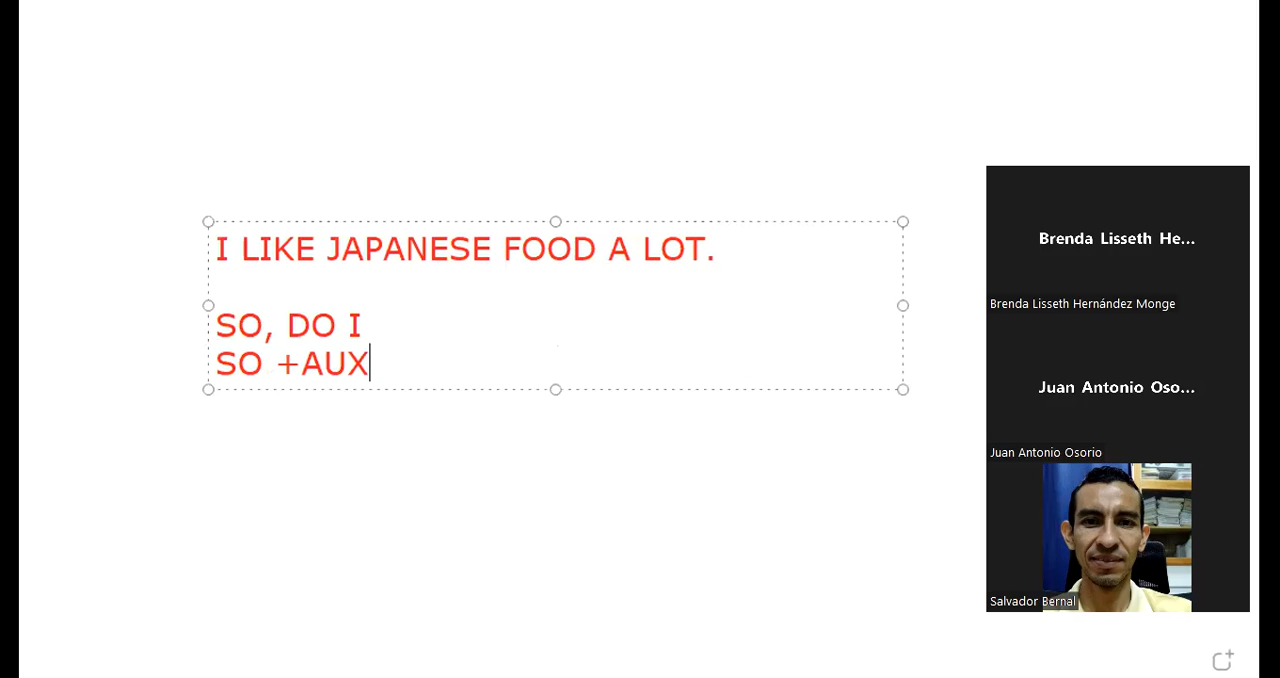 I LIKE JAPANESE FOOD A LOT.
SO, DO I
SO +AUX
Brenda Lisseth He...
Brenda Lisseth Hernández Monge
Juan Antonio Oso...
Juan Antonio Osorio
Salvador Bernal